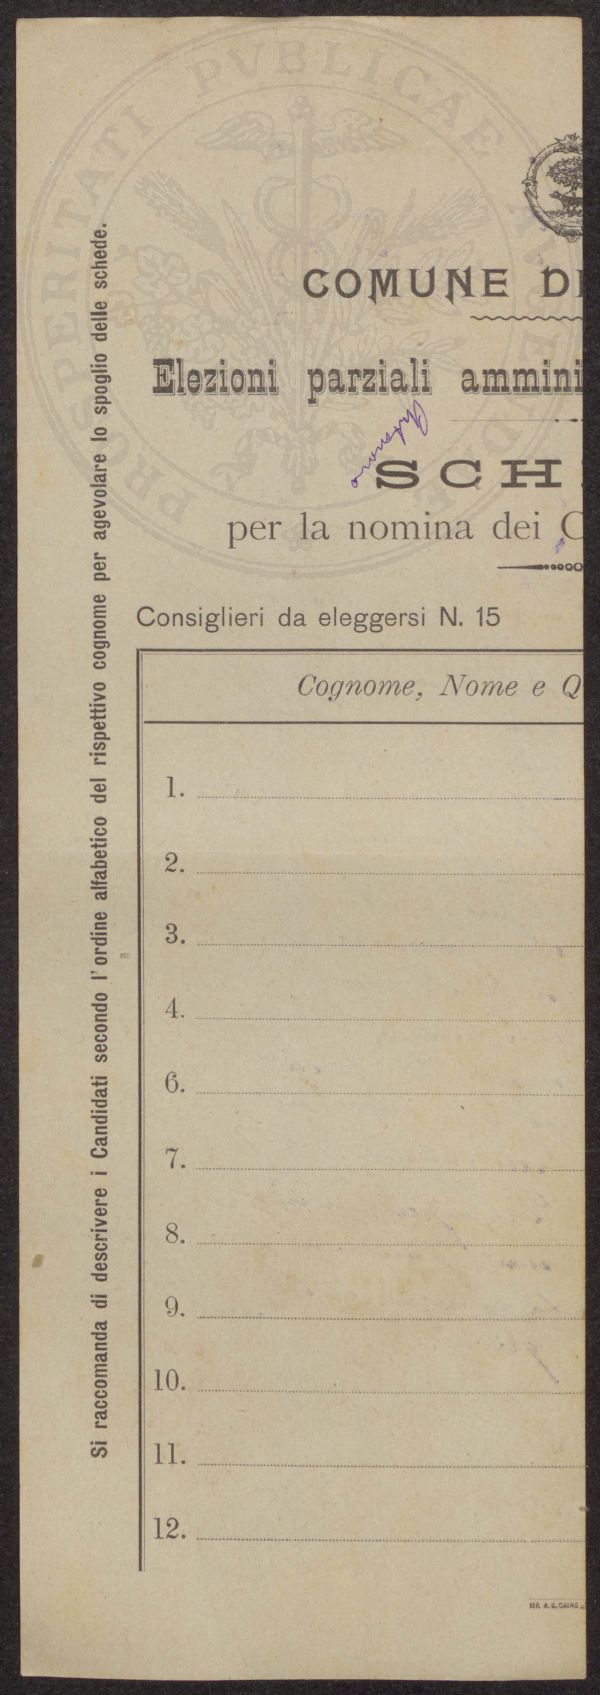 PROSPERITATI PVBLICAE
COMUNE DI
Elezioni parziali ammini
SCH
per la nomina dei C
Consiglieri da eleggersi N. 15
Cognome, Nome e Q
1.
2.
3.
4.
6.
7.
8.
9.
10.
11.
12.
Si raccomanda di descrivere i Candidati secondo l'ordine alfabetico del rispettivo cognome per agevolare lo spoglio delle schede.